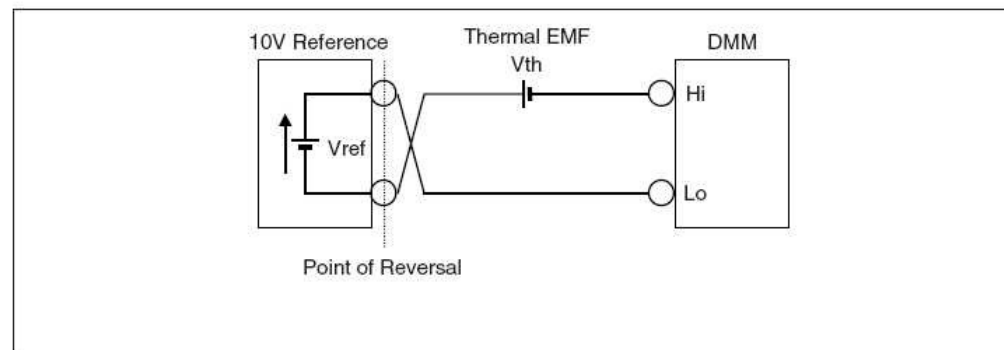 10V Reference
Thermal EMF
Vth
DMM
Hi
Vref
Lo
Point of Reversal